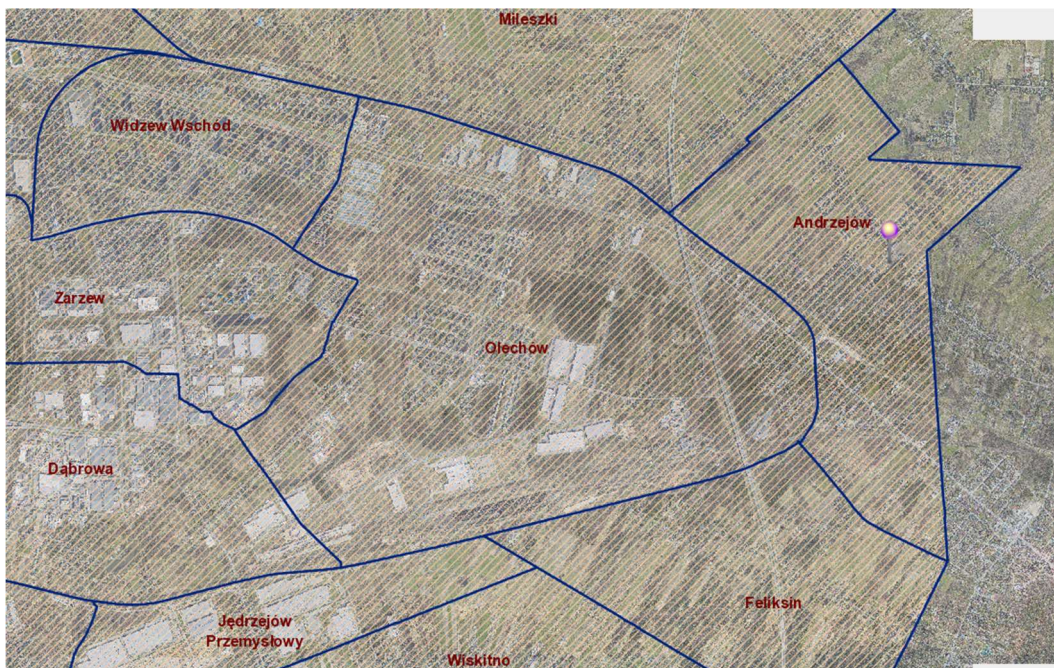 Mileszki
Widzew Wschód
Andrzejów
Zarzew
Olechów
Dąbrowa
Feliksin
Jędrzejów
Przemysłowy
Wiskitno